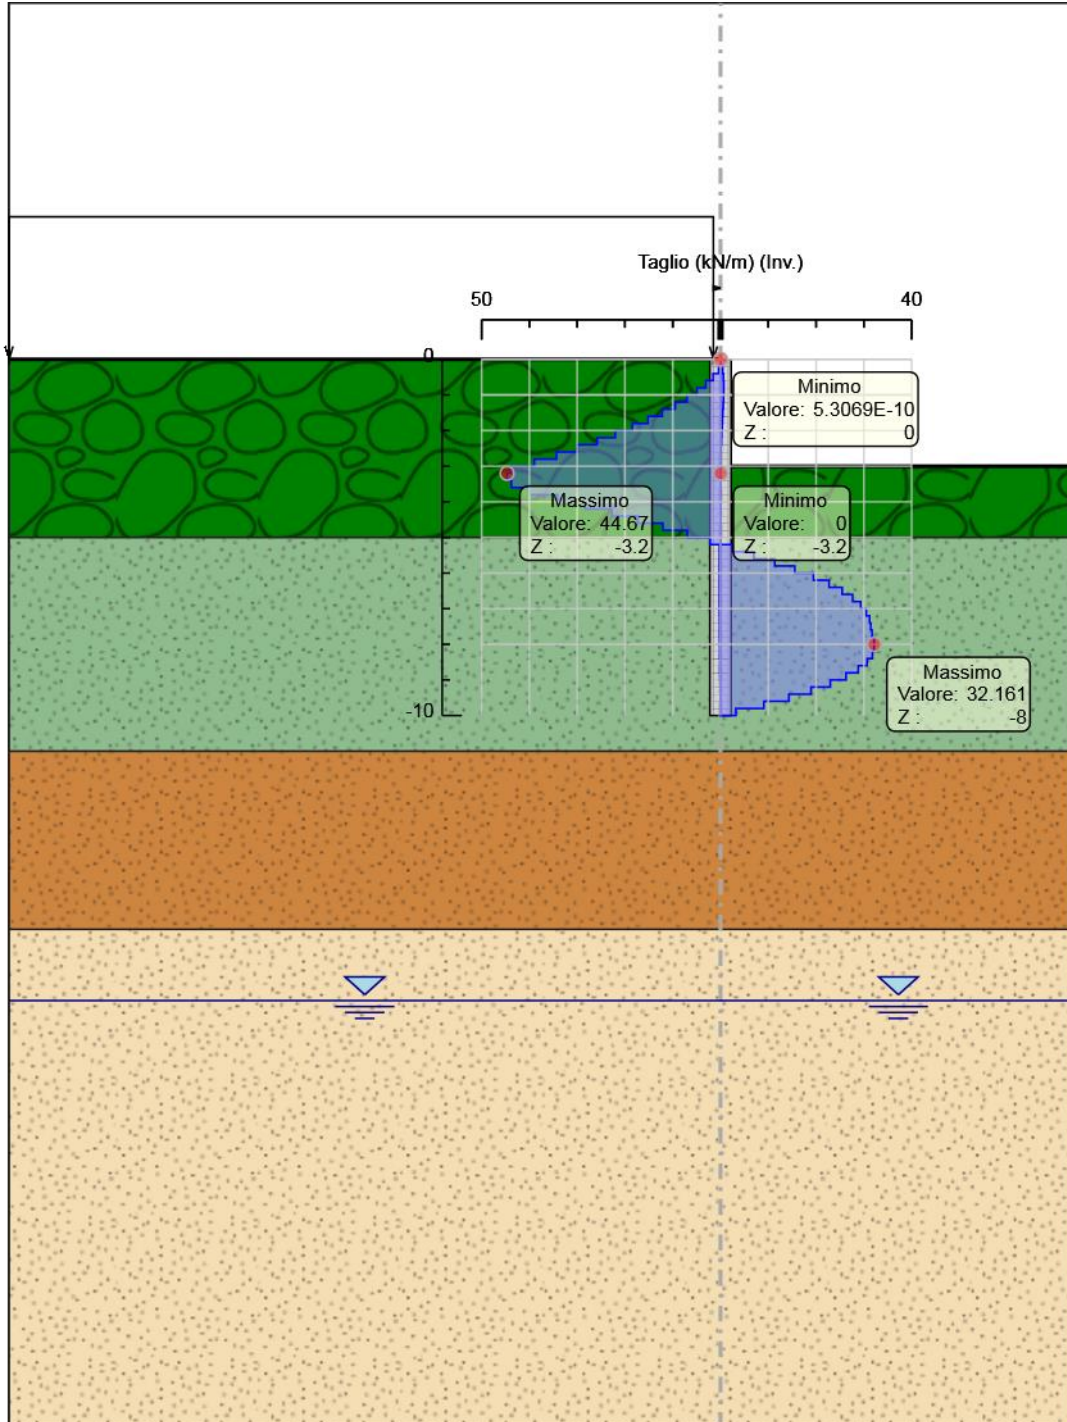 Taglio (kN/m) (Inv.)
50
40
0
Minimo
Valore: 5.3069E-10
Z : 0
Massimo
Valore: 44.67
Z : -3.2
Minimo
Valore: 0
Z : -3.2
Massimo
Valore: 32.161
Z : -8
-10